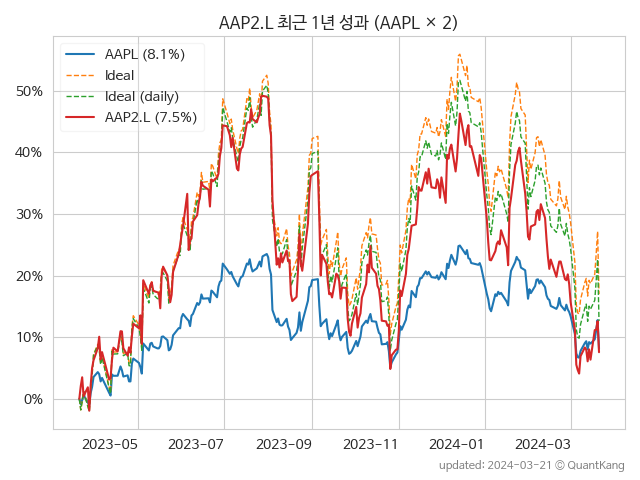 AAP2.L 최근 1년 성과 (AAPL × 2)
AAPL (8.1%)
Ideal
Ideal (daily)
AAP2.L (7.5%)
50%
40%
30%
20%
10%
0%
2023-05 2023-07 2023-09 2023-11 2024-01 2024-03
updated: 2024-03-21 © QuantKang